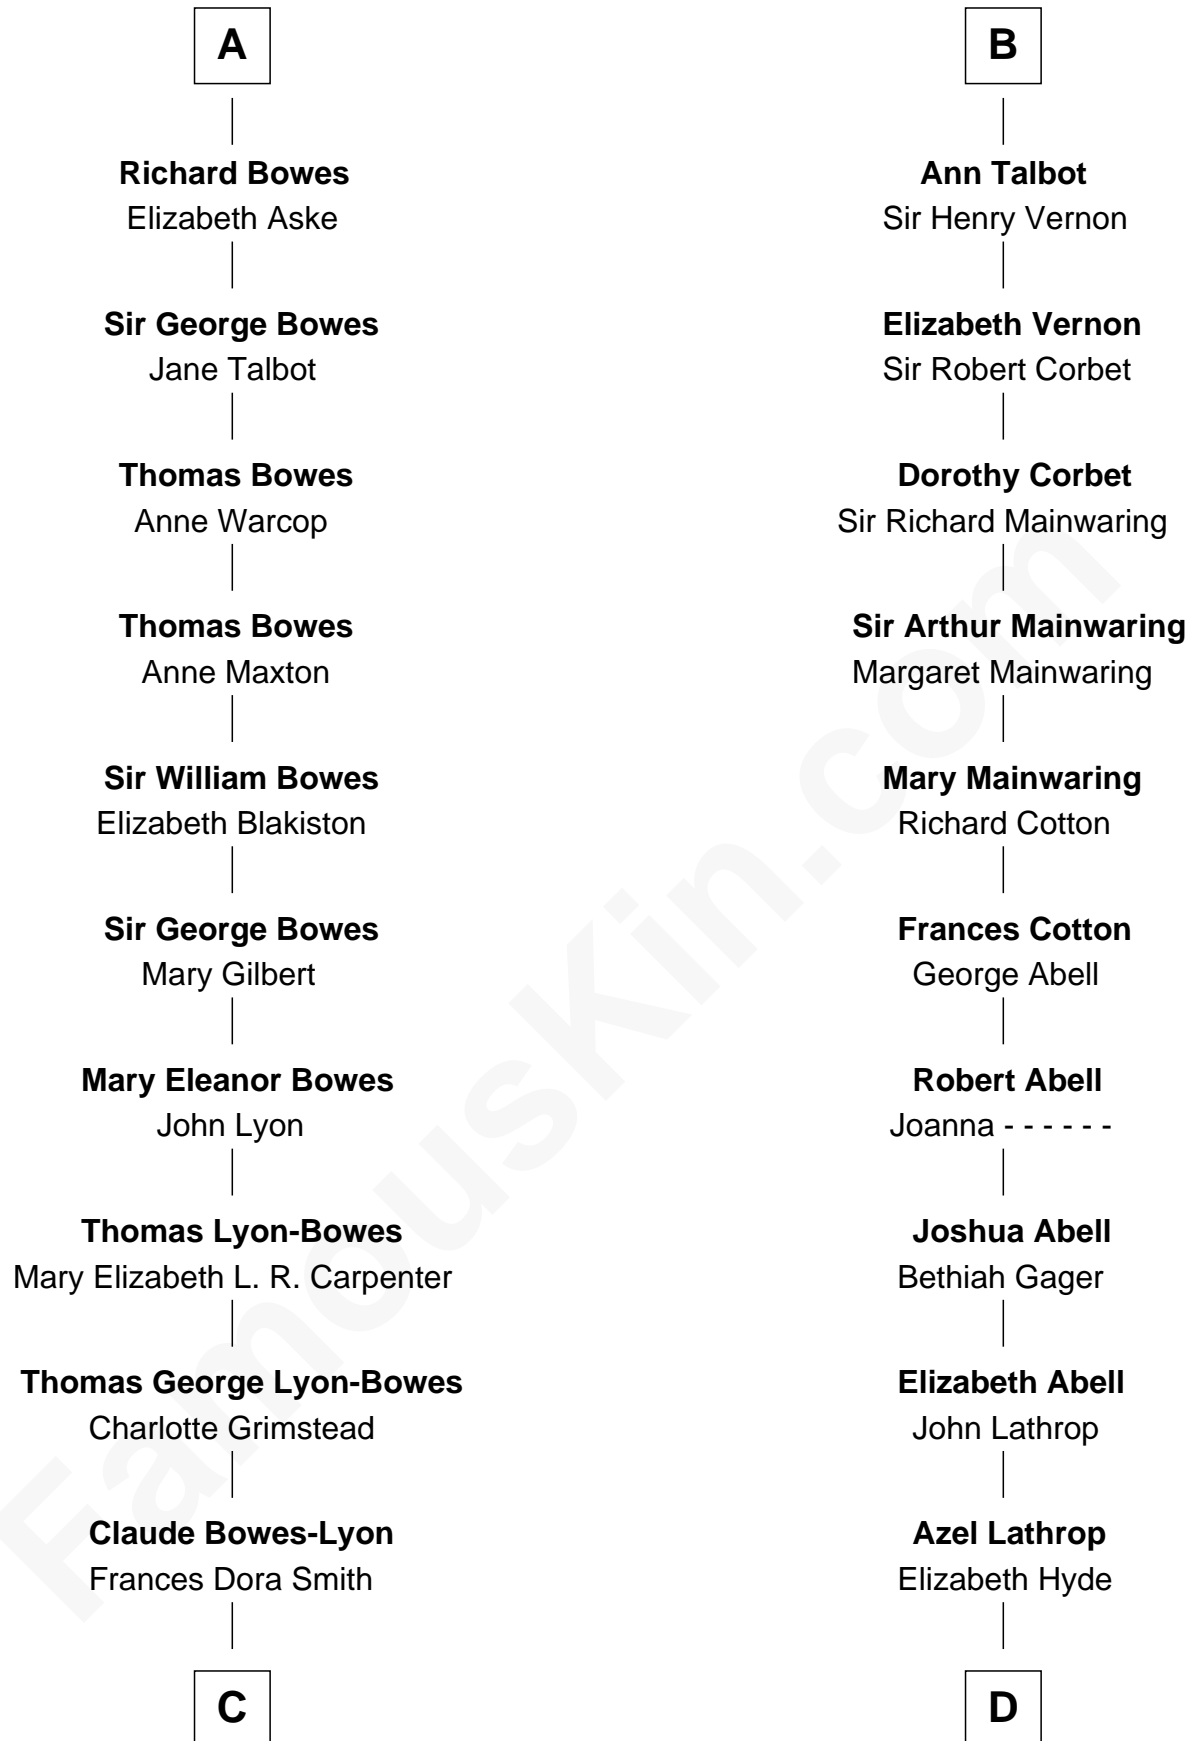 A
Richard Bowes
Elizabeth Aske
Sir George Bowes
Jane Talbot
Thomas Bowes
Anne Warcop
Thomas Bowes
Anne Maxton
Sir William Bowes
Elizabeth Blakiston
Sir George Bowes
Mary Gilbert
Mary Eleanor Bowes
John Lyon
Thomas Lyon-Bowes
Mary Elizabeth L. R. Carpenter
Thomas George Lyon-Bowes
Charlotte Grimstead
Claude Bowes-Lyon
Frances Dora Smith
C
B
Ann Talbot
Sir Henry Vernon
Elizabeth Vernon
Sir Robert Corbet
Dorothy Corbet
Sir Richard Mainwaring
Sir Arthur Mainwaring
Margaret Mainwaring
Mary Mainwaring
Richard Cotton
Frances Cotton
George Abell
Robert Abell
Joanna - - - - - -
Joshua Abell
Bethiah Gager
Elizabeth Abell
John Lathrop
Azel Lathrop
Elizabeth Hyde
D
FamousKin.com